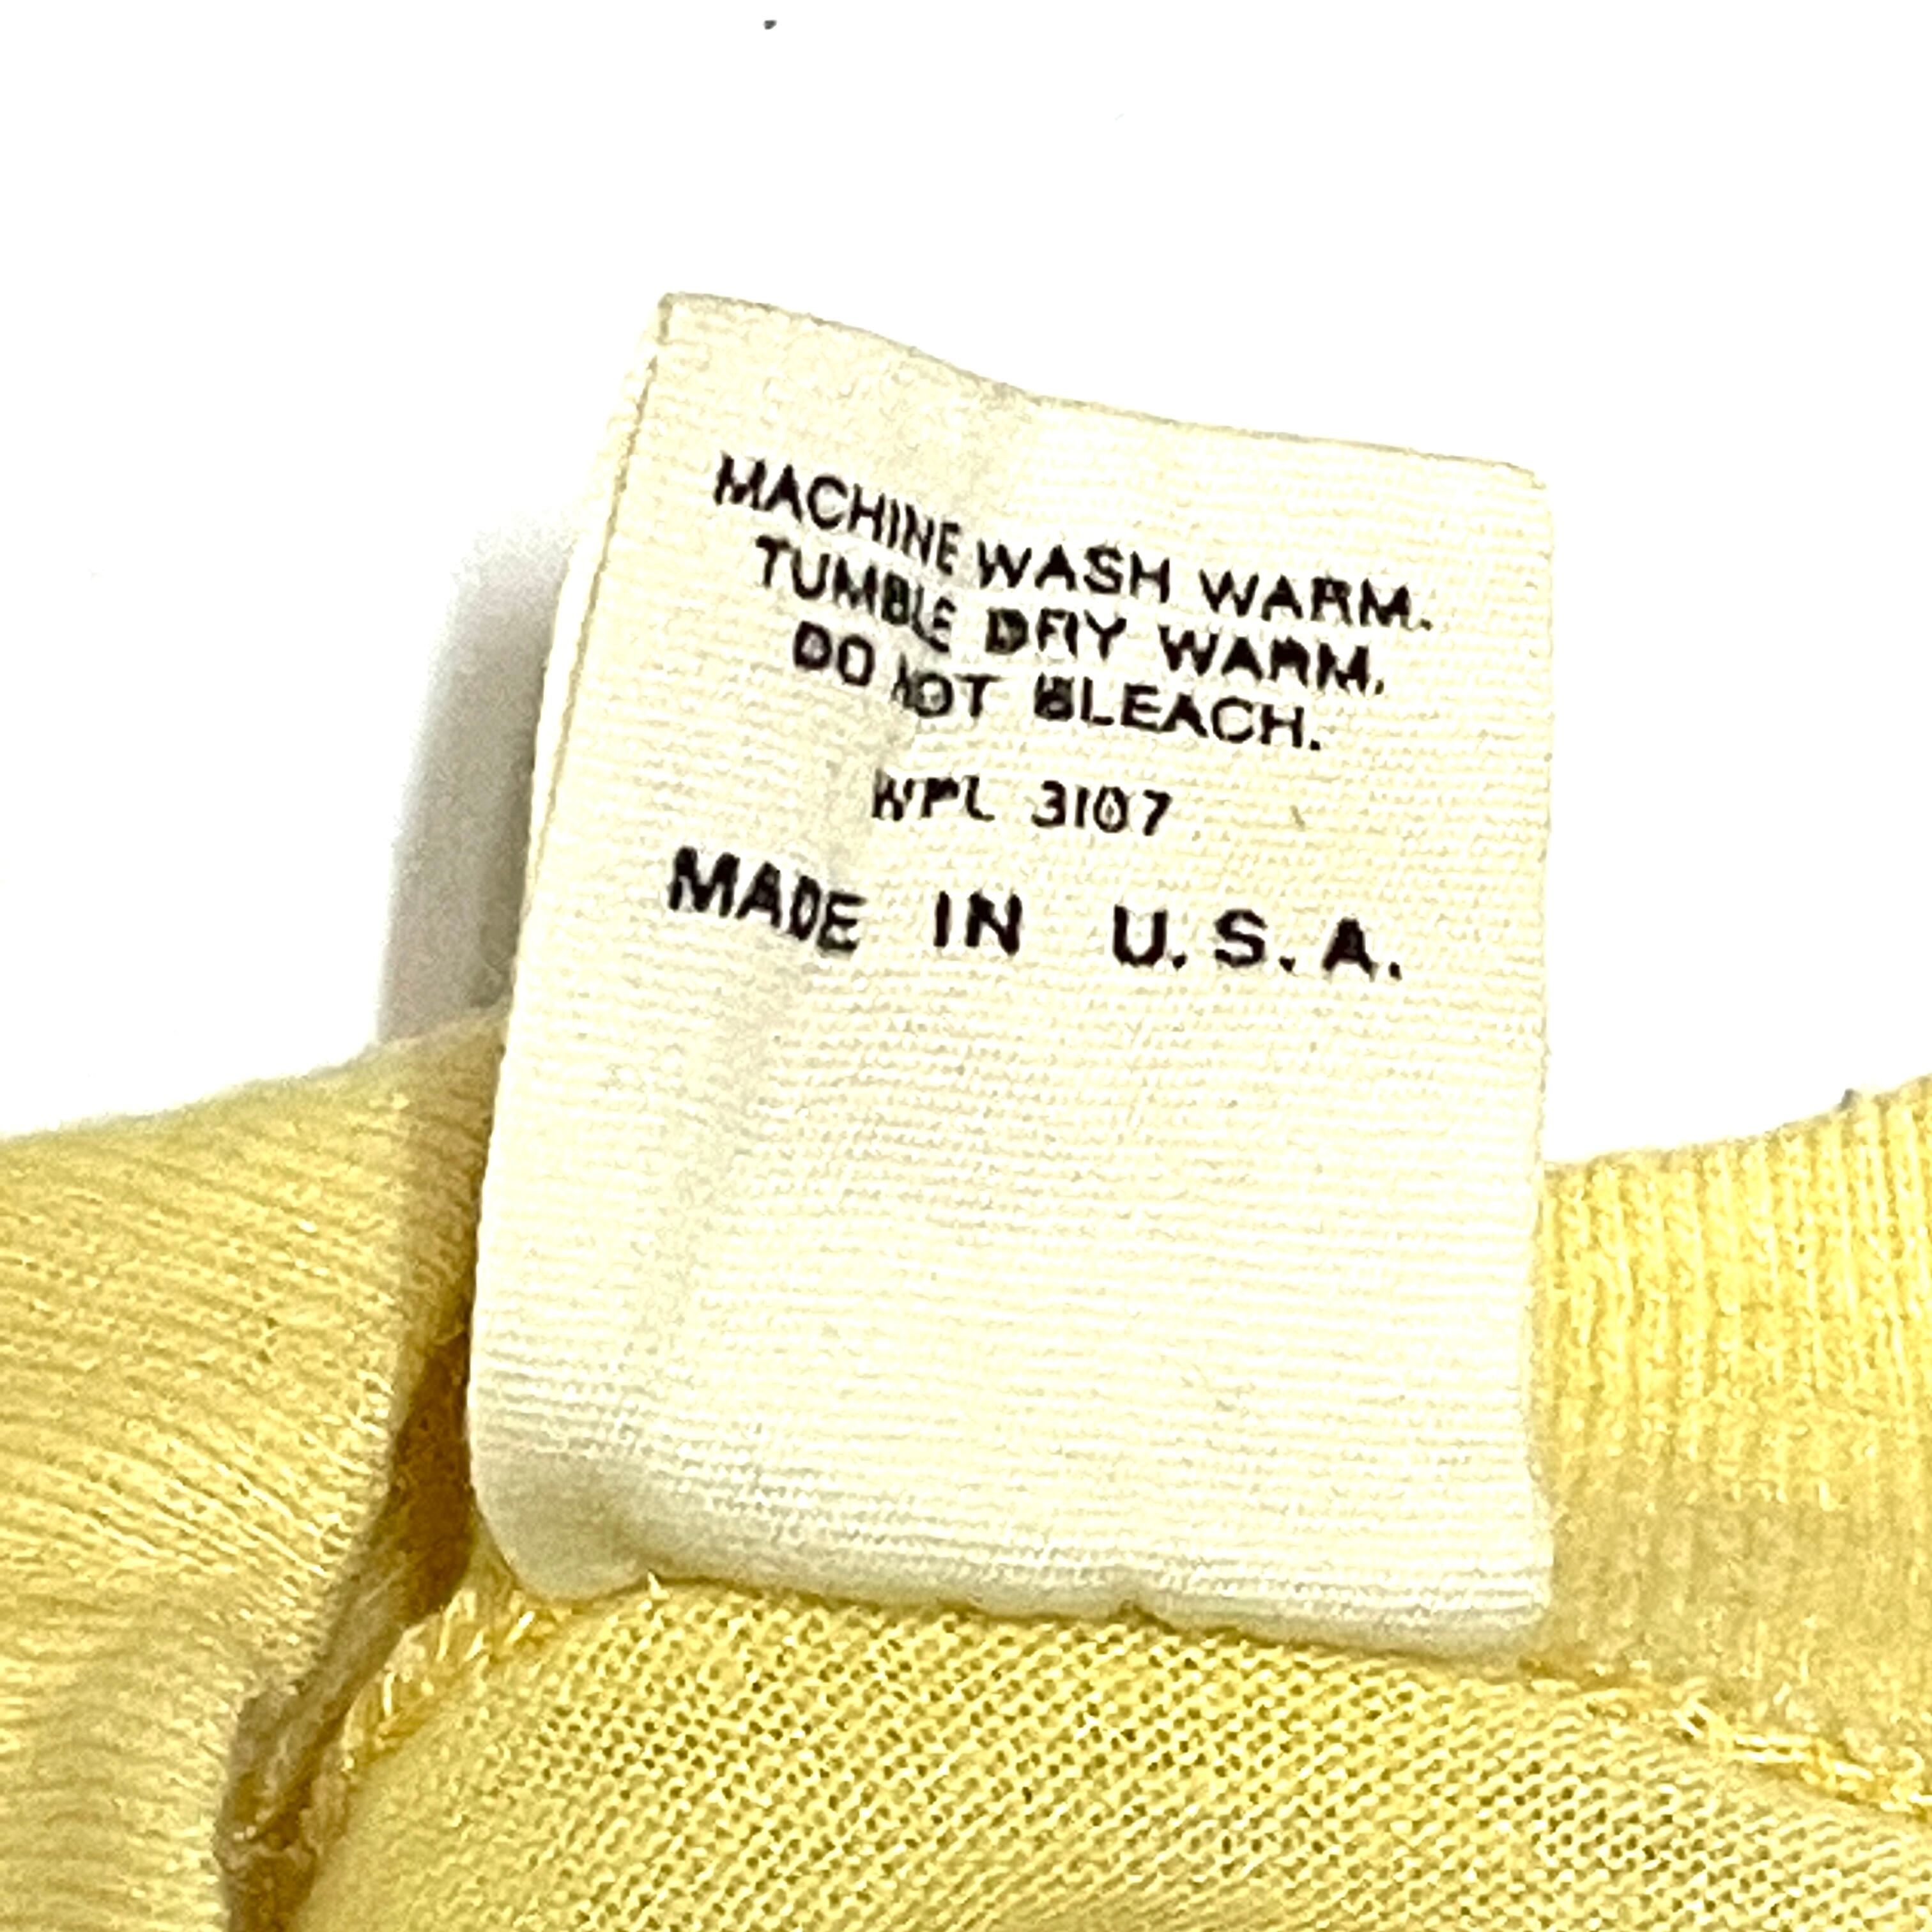 MACHINE WASH WARM.
TUMBLE DRY WARM.
DO NOT BLEACH.
WPL 3107
MADE IN U.S.A.